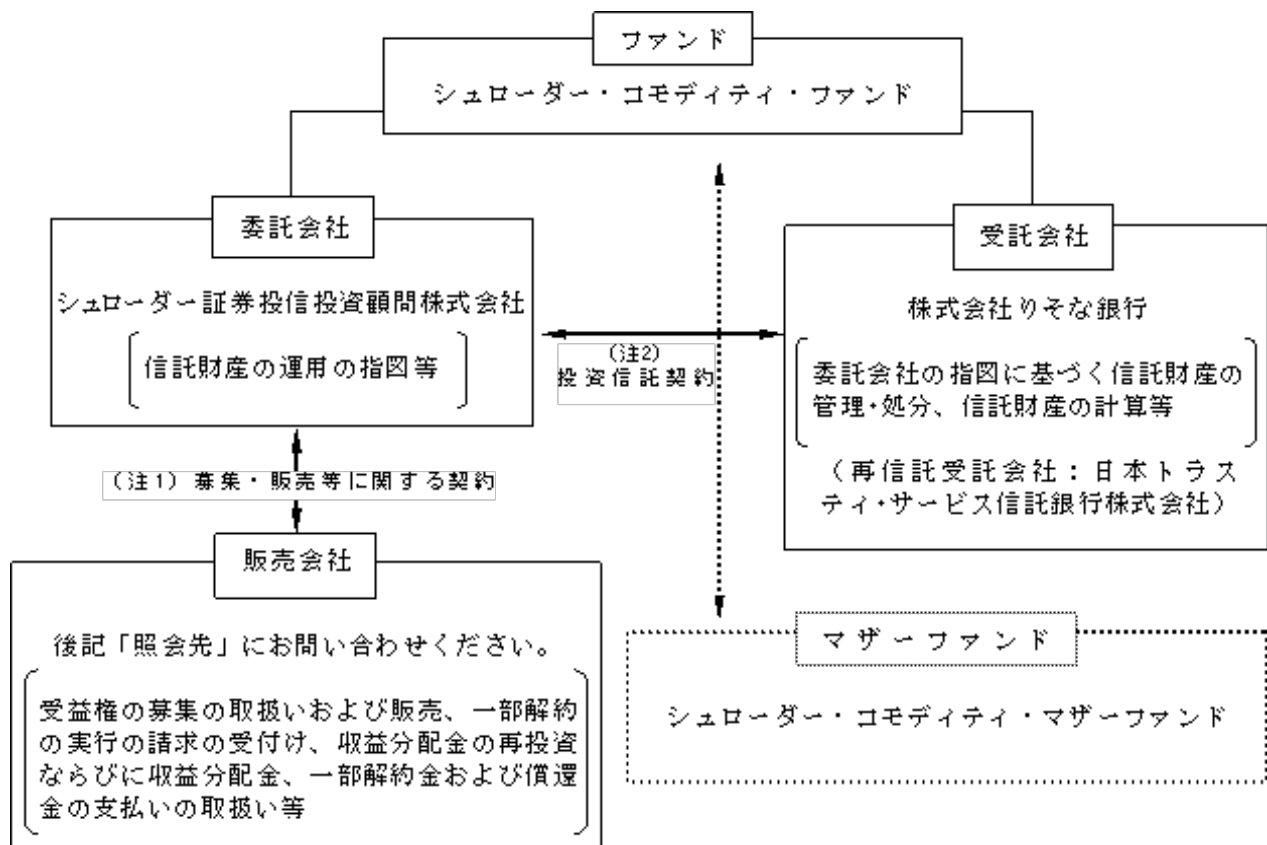 ファンド
シュローダー・コモディティ・ファンド
委託会社
シュローダー証券投信投資顧問株式会社
信託財産の運用の指図等
受託会社
株式会社りそな銀行
委託会社の指図に基づく信託財産の
管理・処分、信託財産の計算等
（再信託受託会社：日本トラス
ティ・サービス信託銀行株式会社）
（注2）
投資信託契約
（注1）募集・販売等に関する契約
販売会社
後記「照会先」にお問い合わせください。
受益権の募集の取扱いおよび販売、一部解約
の実行の請求の受付け、収益分配金の再投資
ならびに収益分配金、一部解約金および償還
金の支払いの取扱い等
マザーファンド
シュローダー・コモディティ・マザーファンド